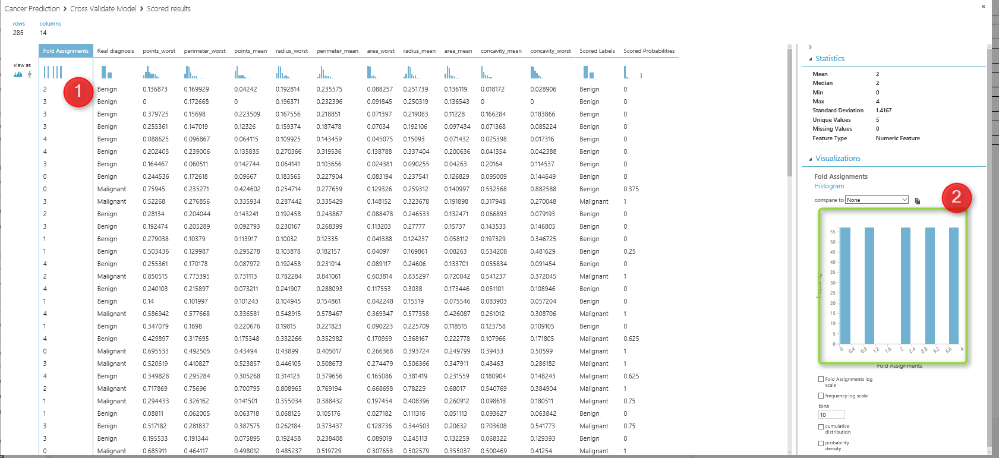 Cancer Prediction › Cross Validate Model › Scored results
rows columns
285 14
view as
Fold Assignments Real diagnosis points_worst perimeter_worst points_mean radius_worst perimeter_mean area_worst radius_mean area_mean concavity_mean concavity_worst Scored Labels Scored Probabilities
1
2 Benign 0.136873 0.169929 0.04242 0.192814 0.235575 0.088257 0.251739 0.136119 0.018172 0.028906 Benign 0
3 Benign 0 0.172668 0 0.196371 0.232396 0.091845 0.250319 0.136543 0 0 Benign 0
3 Benign 0.379725 0.15698 0.223509 0.167556 0.218851 0.071397 0.219083 0.11228 0.166284 0.183866 Benign 0
3 Benign 0.255361 0.147019 0.12326 0.159374 0.187478 0.07034 0.192106 0.097434 0.071368 0.085224 Benign 0
4 Benign 0.088625 0.096867 0.064115 0.109925 0.143459 0.045075 0.15093 0.071432 0.025398 0.017316 Benign 0
4 Benign 0.202405 0.239006 0.135835 0.270366 0.319536 0.138788 0.337404 0.200636 0.041354 0.042388 Benign 0
3 Benign 0.164467 0.060511 0.142744 0.064141 0.103656 0.024381 0.090255 0.04263 0.20164 0.114537 Benign 0
0 Benign 0.244536 0.172618 0.09667 0.183565 0.227904 0.083194 0.237541 0.126829 0.095009 0.144649 Benign 0
0 Malignant 0.75945 0.235271 0.424602 0.254714 0.277659 0.129326 0.259312 0.140997 0.532568 0.882588 Benign 0.375
3 Malignant 0.52268 0.276856 0.335934 0.287442 0.335429 0.148152 0.323678 0.191898 0.317948 0.270048 Malignant 1
2 Benign 0.28134 0.204044 0.143241 0.192458 0.243867 0.088478 0.246533 0.132471 0.066893 0.079193 Benign 0
3 Benign 0.192474 0.205289 0.092793 0.230167 0.268399 0.113203 0.27777 0.15737 0.143533 0.146805 Benign 0
1 Benign 0.279038 0.10379 0.113917 0.10032 0.12335 0.041388 0.124237 0.058112 0.197329 0.346725 Benign 0
1 Benign 0.503436 0.129987 0.295278 0.103878 0.182157 0.04097 0.169861 0.08263 0.534208 0.481629 Benign 0.25
4 Benign 0.255361 0.170178 0.087972 0.192458 0.231014 0.089117 0.24606 0.133701 0.055834 0.091454 Benign 0
2 Malignant 0.850515 0.773395 0.731113 0.782284 0.841061 0.603814 0.835297 0.720042 0.541237 0.372045 Malignant 1
4 Benign 0.240103 0.215897 0.073211 0.241907 0.288093 0.117553 0.3038 0.173446 0.051101 0.108946 Benign 0
1 Benign 0.14 0.101997 0.101243 0.104945 0.154861 0.042248 0.15519 0.075546 0.083903 0.057204 Benign 0
4 Malignant 0.586942 0.577668 0.336581 0.548915 0.578467 0.369347 0.577358 0.426087 0.261012 0.308706 Malignant 1
1 Benign 0.347079 0.1898 0.220676 0.19815 0.221823 0.090223 0.225709 0.118515 0.123758 0.109105 Benign 0
4 Benign 0.429897 0.317695 0.175348 0.332266 0.352982 0.170959 0.368167 0.222778 0.107966 0.171805 Malignant 0.625
0 Malignant 0.695533 0.492505 0.43494 0.43899 0.405017 0.266368 0.393724 0.249799 0.39433 0.50599 Malignant 1
3 Malignant 0.520619 0.410827 0.523857 0.446105 0.508673 0.274479 0.506366 0.347911 0.43463 0.286182 Malignant 1
4 Benign 0.349828 0.295284 0.305268 0.314123 0.379656 0.165086 0.381419 0.231559 0.180904 0.148243 Malignant 0.625
2 Malignant 0.717869 0.75696 0.700795 0.808965 0.769194 0.668698 0.78229 0.68017 0.540769 0.384904 Malignant 1
1 Malignant 0.294433 0.326162 0.141501 0.355034 0.388432 0.197454 0.408396 0.260912 0.098618 0.180511 Malignant 0.75
1 Benign 0.08811 0.062005 0.063718 0.068125 0.105176 0.027182 0.111316 0.051113 0.093627 0.063842 Benign 0
3 Benign 0.517182 0.281837 0.387575 0.262184 0.373437 0.128736 0.344503 0.20632 0.703608 0.541773 Malignant 0.75
3 Benign 0.195533 0.191344 0.075895 0.192458 0.238408 0.089019 0.245113 0.132259 0.068322 0.129393 Benign 0
0 Malignant 0.685911 0.464117 0.498012 0.485237 0.519729 0.307658 0.502579 0.355037 0.500469 0.41254 Malignant 1
Statistics
Mean 2
Median 2
Min 0
Max 4
Standard Deviation 1.4167
Unique Values 5
Missing Values 0
Feature Type Numeric Feature
Visualizations
Fold Assignments
Histogram
compare to None
2
frequency
55
50
45
40
35
30
25
20
15
10
5
0
0 0.4 0.8 1.2 1.6 2 2.4 2.8 3.2 3.6 4
Fold Assignments
Fold Assignments log
scale
frequency log scale
bins
10
cumulative
distribution
probability
density